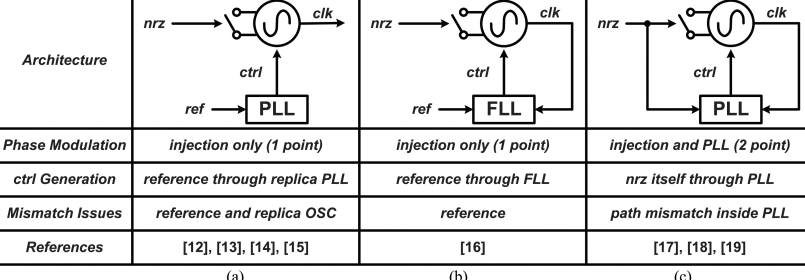 Architecture
nrz
clk
ctrl
ref
PLL
nrz
clk
ctrl
ref
FLL
nrz
clk
ctrl
PLL
Phase Modulation injection only (1 point) injection only (1 point) injection and PLL (2 point)
ctrl Generation reference through replica PLL reference through FLL nrz itself through PLL
Mismatch Issues reference and replica OSC reference path mismatch inside PLL
References [12], [13], [14], [15] [16] [17], [18], [19]
(a) (b) (c)